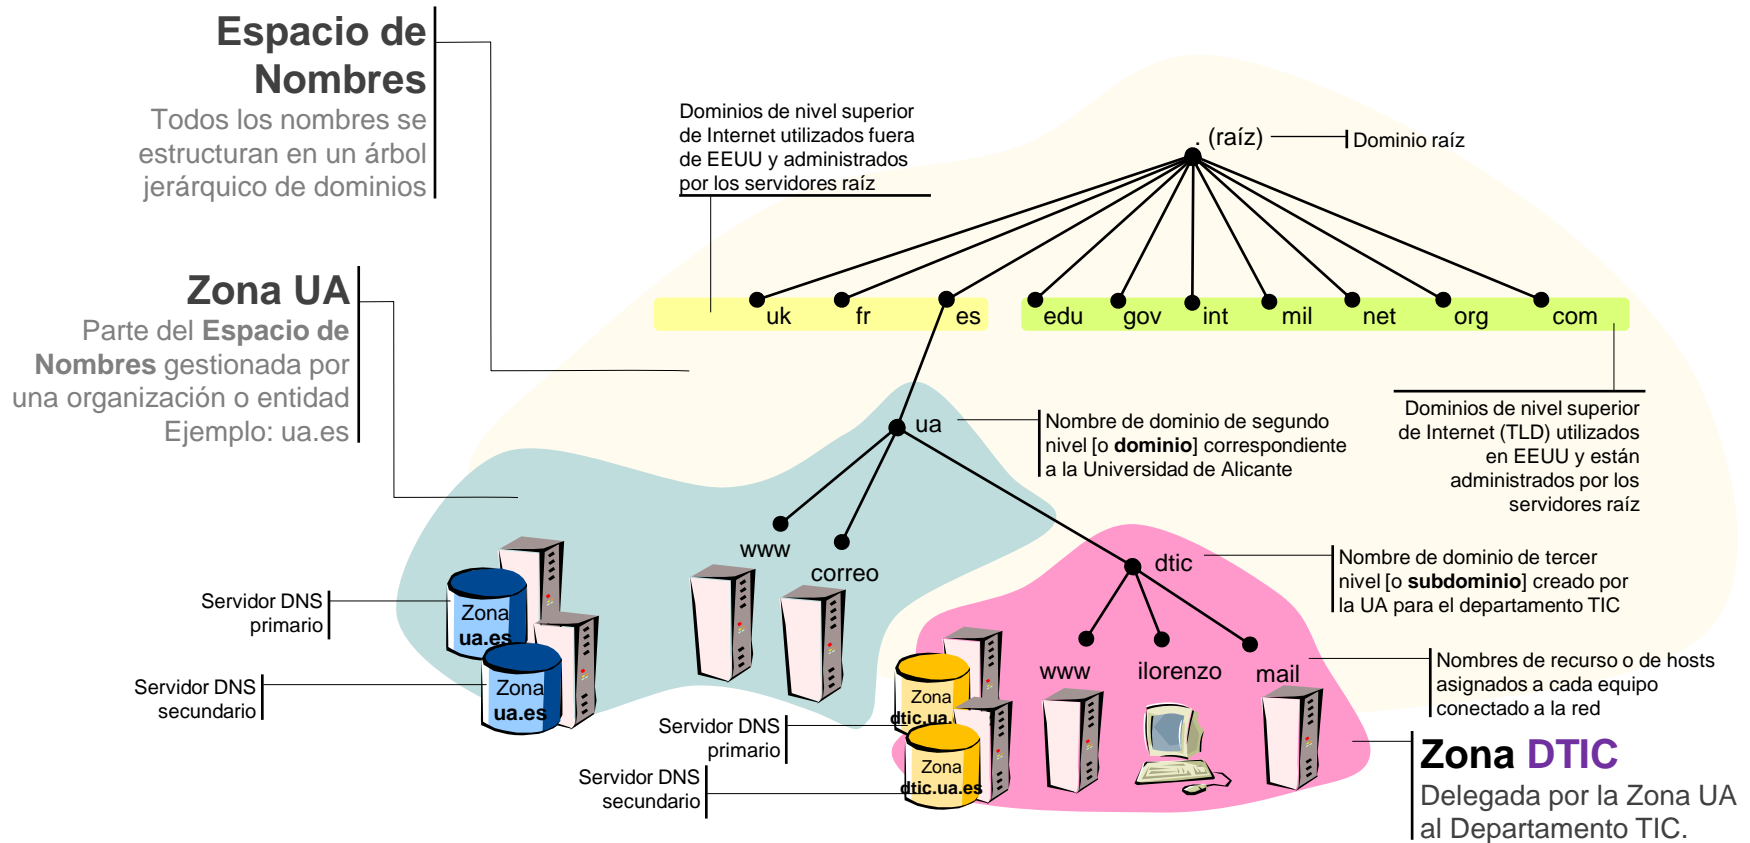 Espacio de
Nombres
Todos los nombres se
estructuran en un árbol
jerárquico de dominios
Dominios de nivel superior
de Internet utilizados fuera
de EEUU y administrados
por los servidores raíz
. (raíz)
Dominio raíz
Zona UA
Parte del Espacio de
Nombres gestionada por
una organización o entidad
Ejemplo: ua.es
uk
fr
es
edu
gov
int
mil
net
org
com
ua
Nombre de dominio de segundo
nivel [o dominio] correspondiente
a la Universidad de Alicante
Dominios de nivel superior
de Internet (TLD) utilizados
en EEUU y están
administrados por los
servidores raíz
www
correo
dtic
Nombre de dominio de tercer
nivel [o subdominio] creado por
la UA para el departamento TIC
Servidor DNS
primario
Zona
ua.es
Servidor DNS
secundario
Zona
ua.es
www
ilorenzo
mail
Nombres de recurso o de hosts
asignados a cada equipo
conectado a la red
Servidor DNS
primario
Zona
dtic.ua.
Servidor DNS
secundario
Zona
dtic.ua.es
Zona DTIC
Delegada por la Zona UA
al Departamento TIC.